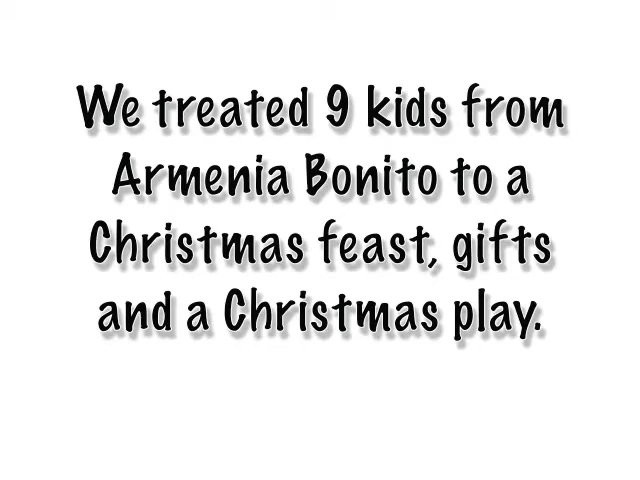 We treated 9 kids from
Armenia Bonito to a
Christmas feast, gifts
and a Christmas play.